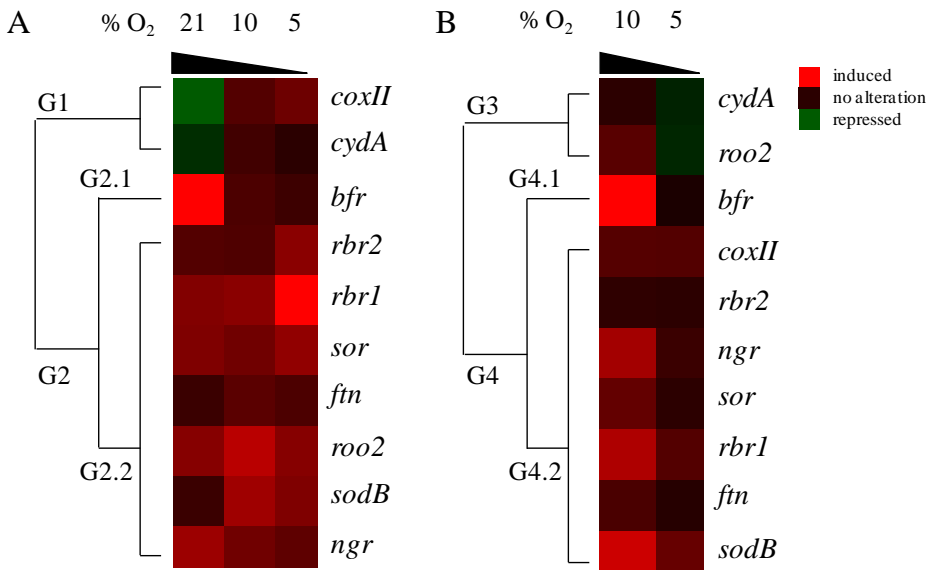 A
% O₂ 21 10 5
G1
coxII
cydA
G2.1
bfr
rbr2
rbr1
sor
G2
ftn
roo2
G2.2
sodB
ngr
B
% O₂ 10 5
induced
no alteration
repressed
G3
cydA
roo2
G4.1
bfr
coxII
rbr2
ngr
G4
sor
rbr1
G4.2
ftn
sodB